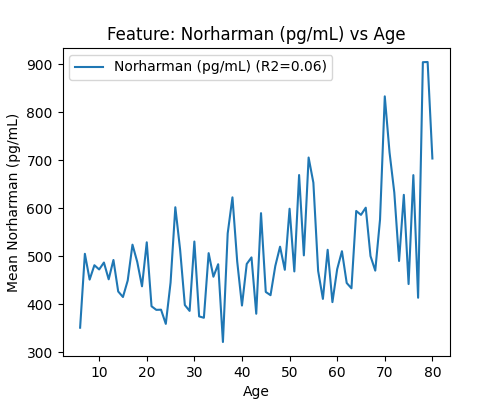 Feature: Norharman (pg/mL) vs Age
Norharman (pg/mL) (R2=0.06)
Mean Norharman (pg/mL)
900
800
700
600
500
400
300
10 20 30 40 50 60 70 80
Age